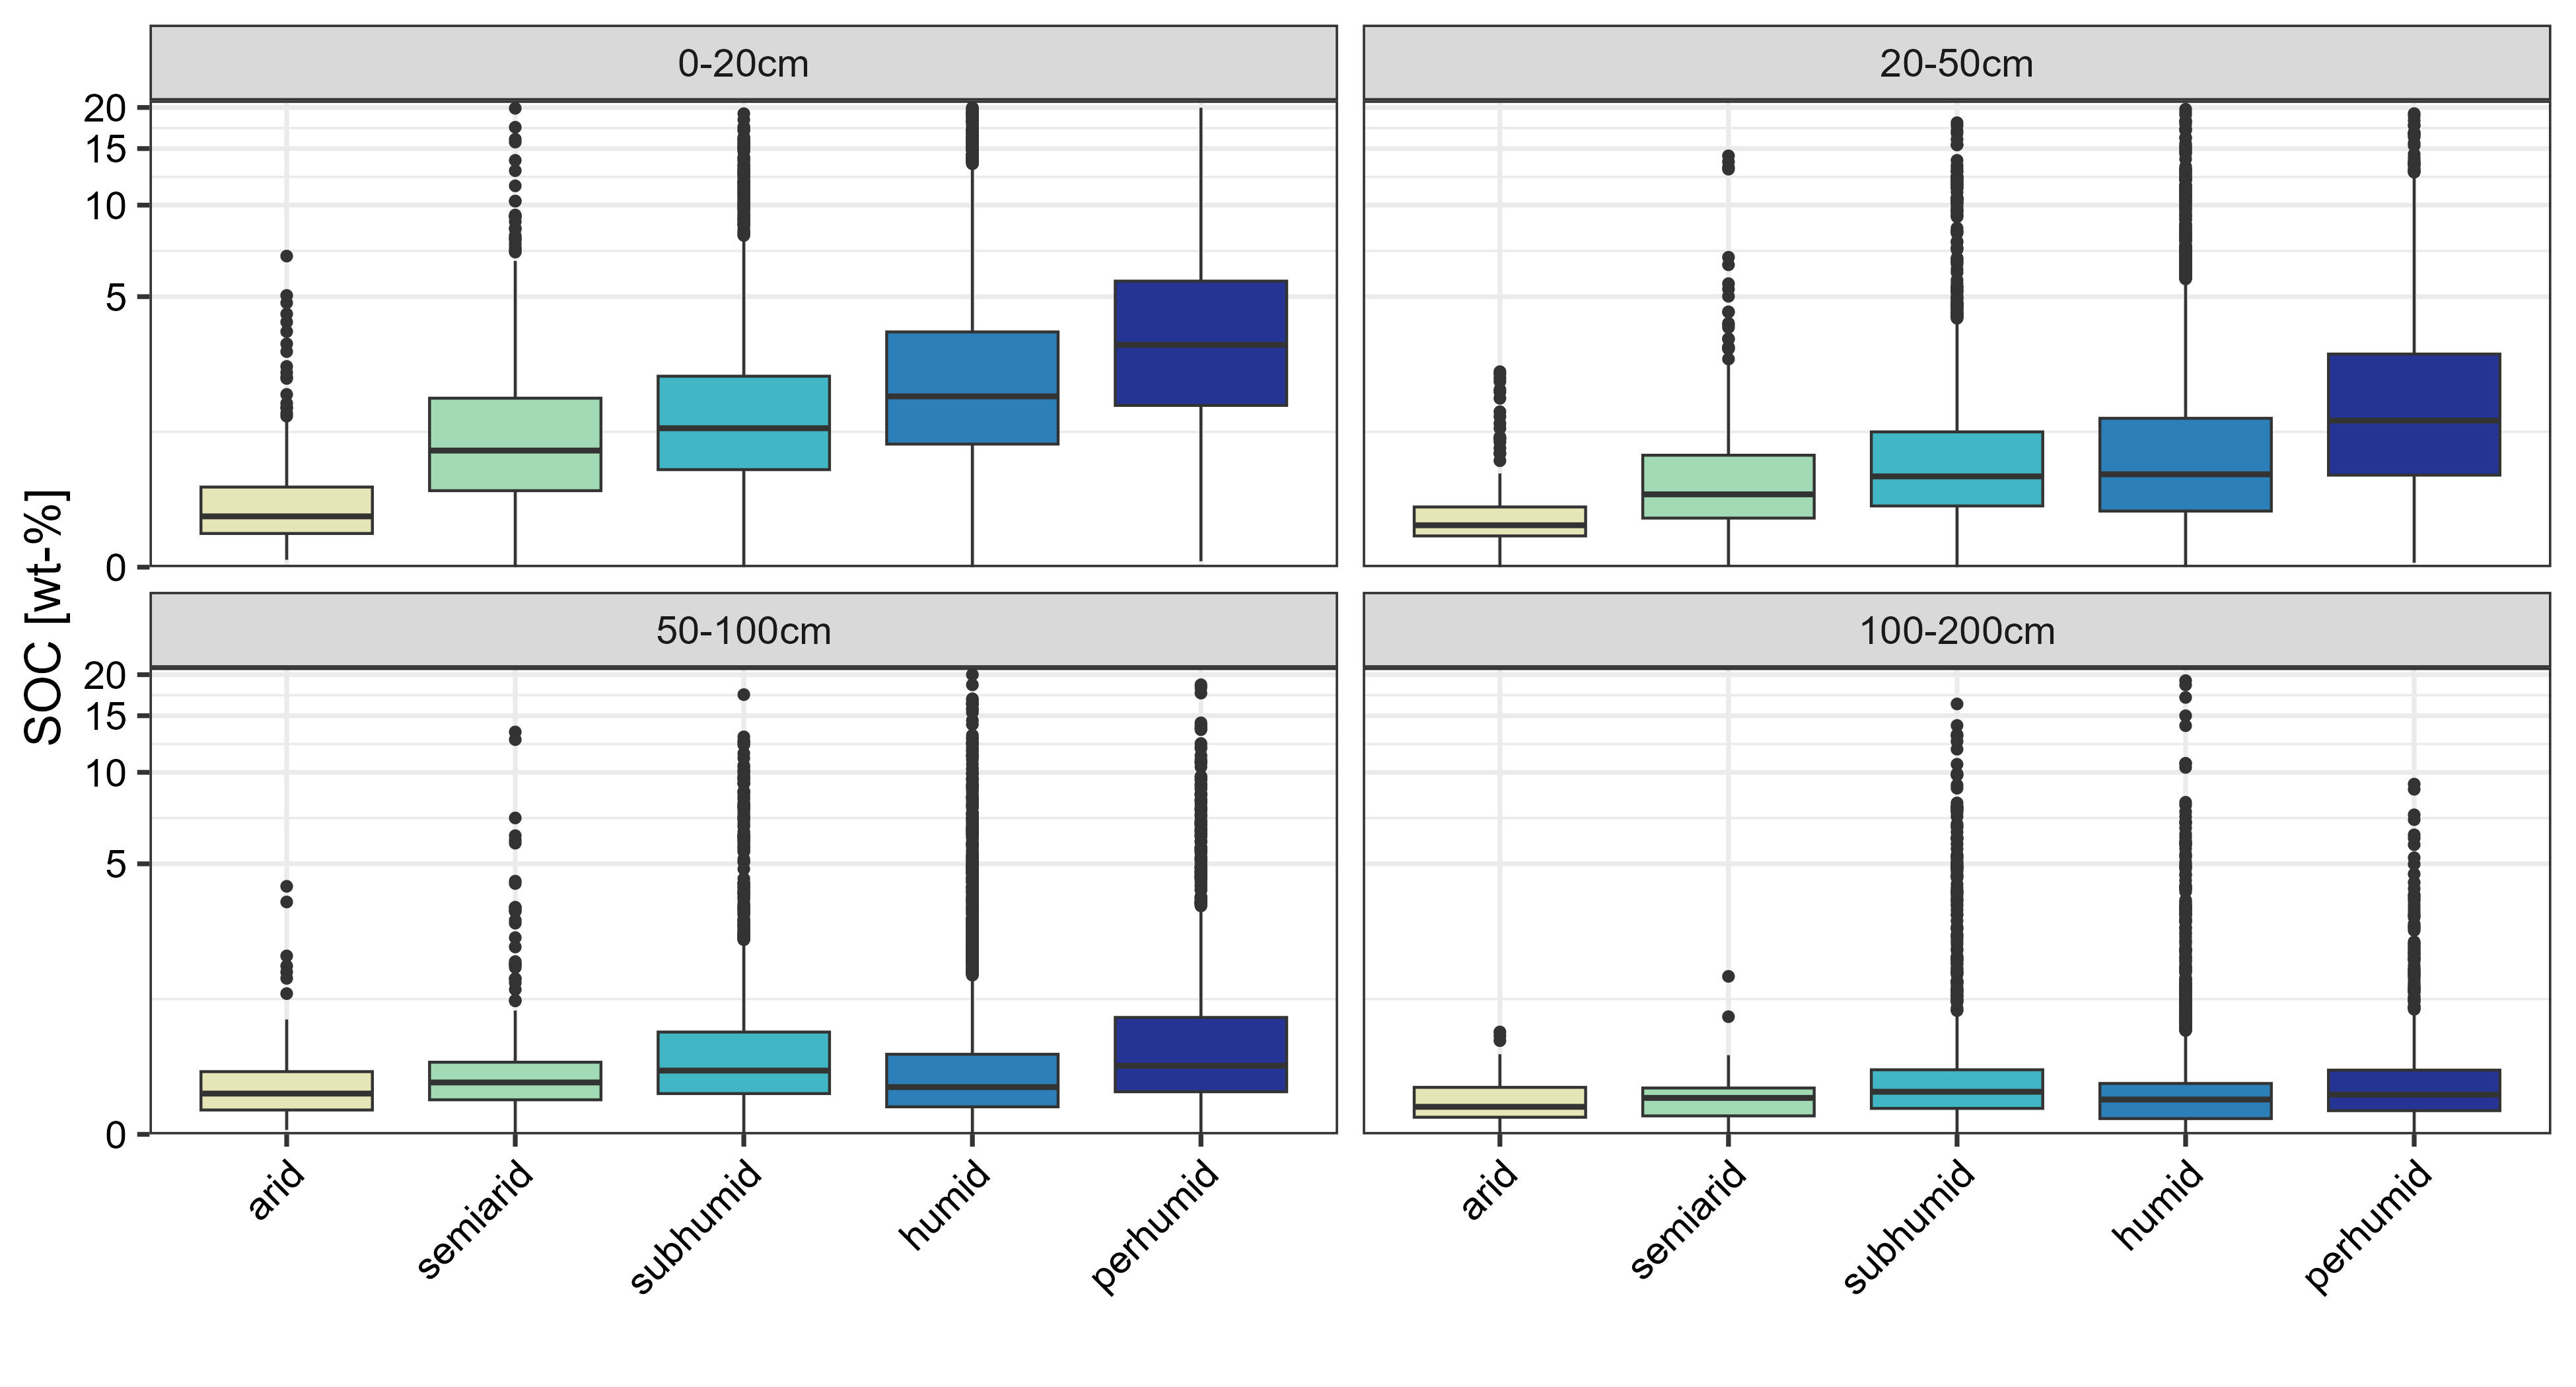 0-20cm
20-50cm
20
15
10
5
0
SOC [wt-%]
50-100cm
100-200cm
20
15
10
5
0
arid
semiarid
subhumid
humid
perhumid
arid
semiarid
subhumid
humid
perhumid